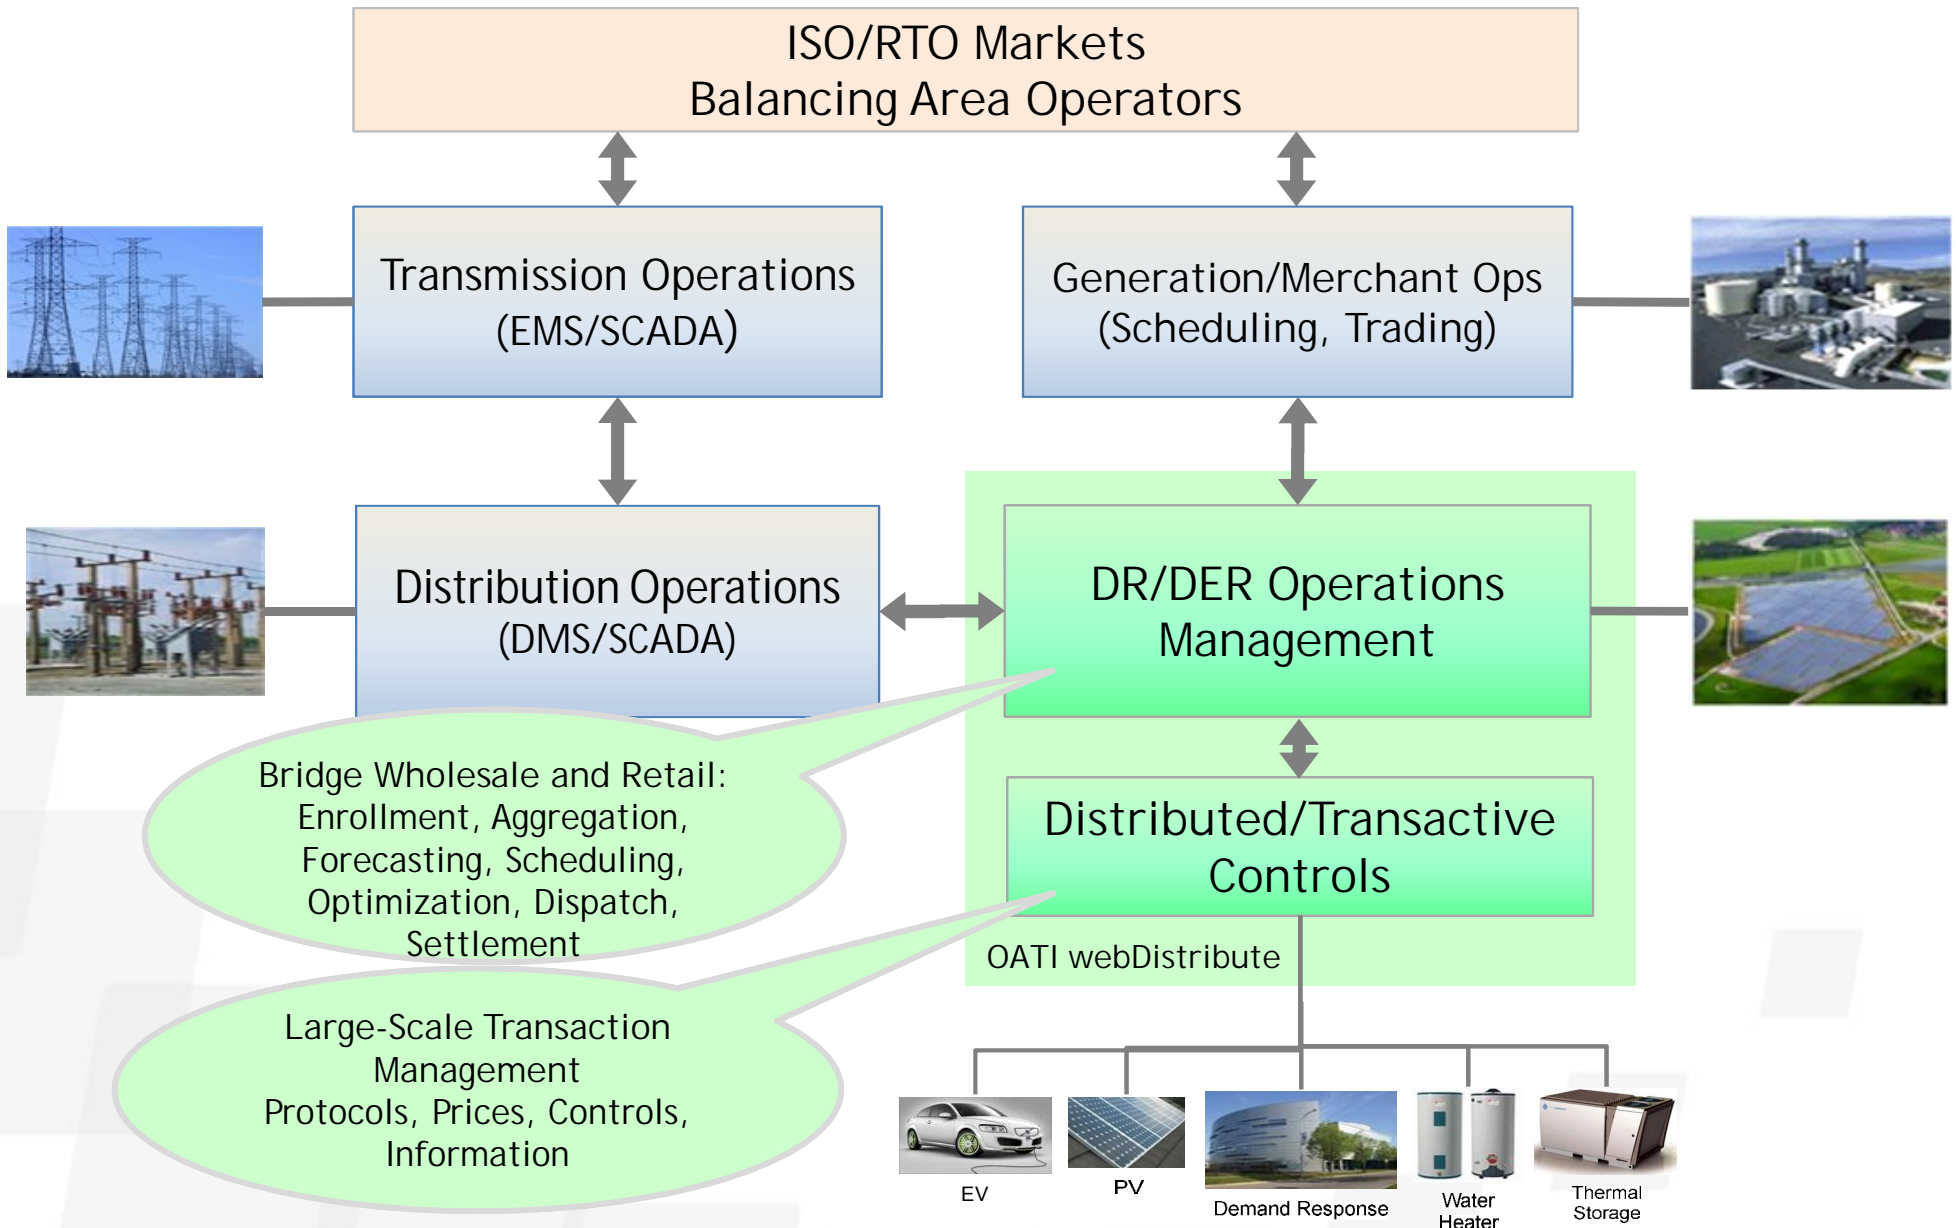 ISO/RTO Markets
Balancing Area Operators
Transmission Operations
(EMS/SCADA)
Generation/Merchant Ops
(Scheduling, Trading)
Distribution Operations
(DMS/SCADA)
DR/DER Operations
Management
Bridge Wholesale and Retail:
Enrollment, Aggregation,
Forecasting, Scheduling,
Optimization, Dispatch,
Settlement
Distributed/Transactive
Controls
OATI webDistribute
Large-Scale Transaction
Management
Protocols, Prices, Controls,
Information
EV
PV
Demand Response
Water
Heater
Thermal
Storage